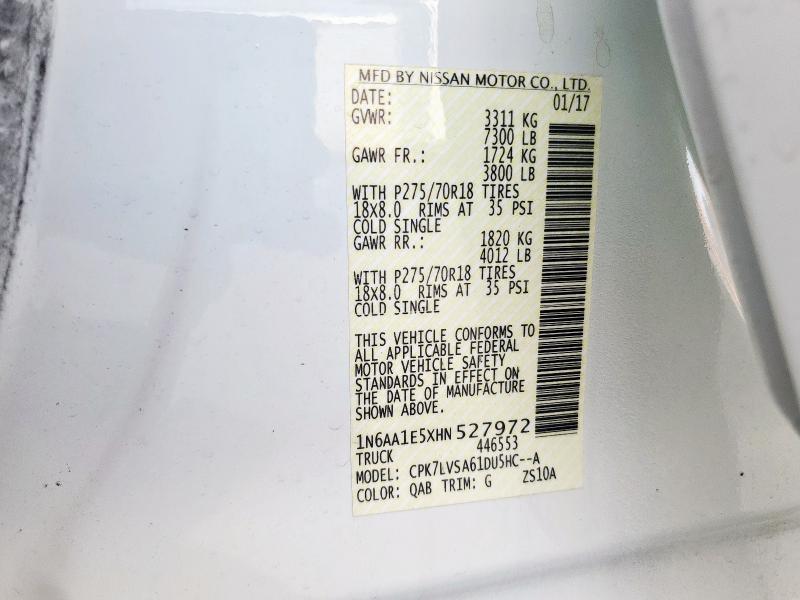 MFD BY NISSAN MOTOR CO., LTD.
DATE: 01/17
GVWR: 3311 KG
7300 LB
GAWR FR.: 1724 KG
3800 LB
WITH P275/70R18 TIRES
18X8.0 RIMS AT 35 PSI
COLD SINGLE
GAWR RR.: 1820 KG
4012 LB
WITH P275/70R18 TIRES
18X8.0 RIMS AT 35 PSI
COLD SINGLE
THIS VEHICLE CONFORMS TO
ALL APPLICABLE FEDERAL
MOTOR VEHICLE SAFETY
STANDARDS IN EFFECT ON
THE DATE OF MANUFACTURE
SHOWN ABOVE.
1N6AA1E5XHN527972
TRUCK 446553
MODEL: CPK7LVSA61DU5HC--A
COLOR: QAB TRIM: G ZS10A